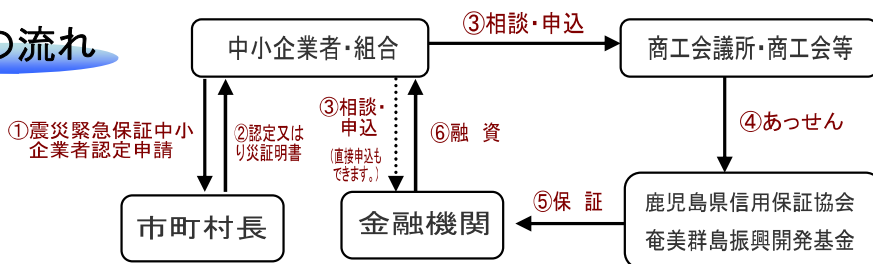 の流れ
中小企業者・組合
③相談・申込
商工会議所・商工会等
①震災緊急保証中小
企業者認定申請
②認定又は
り災証明書
③相談・
申込
(直接申込も
できます。)
⑥融 資
④あっせん
市町村長
金融機関
⑤保 証
鹿児島県信用保証協会
奄美群島振興開発基金